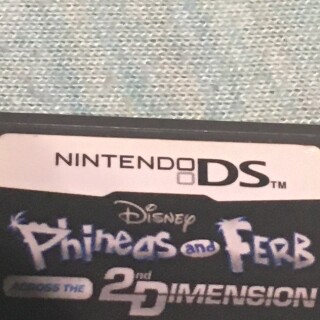 NINTENDO DS™
Disney
Phineas and FERB
ACROSS THE 2nd DIMENSION